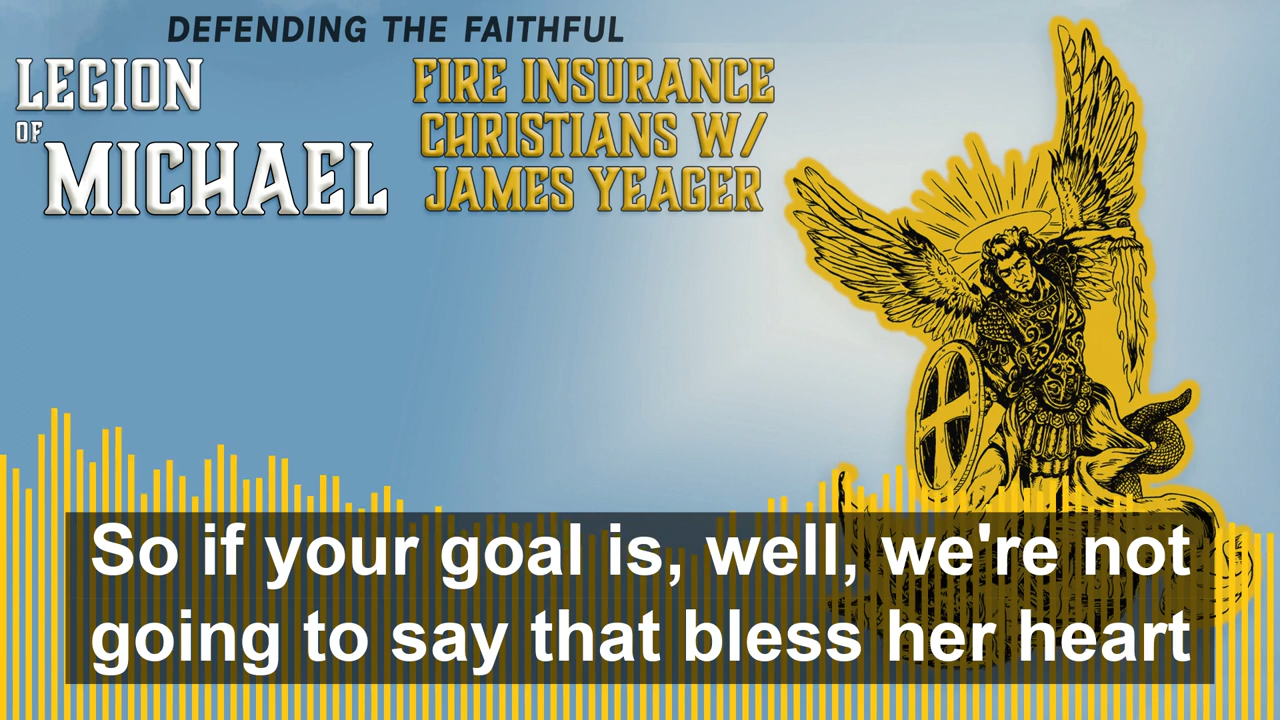 DEFENDING THE FAITHFUL
LEGION
OF
MICHAEL
FIRE INSURANCE
CHRISTIANS W/
JAMES YEAGER
So if your goal is, well, we're not
going to say that bless her heart